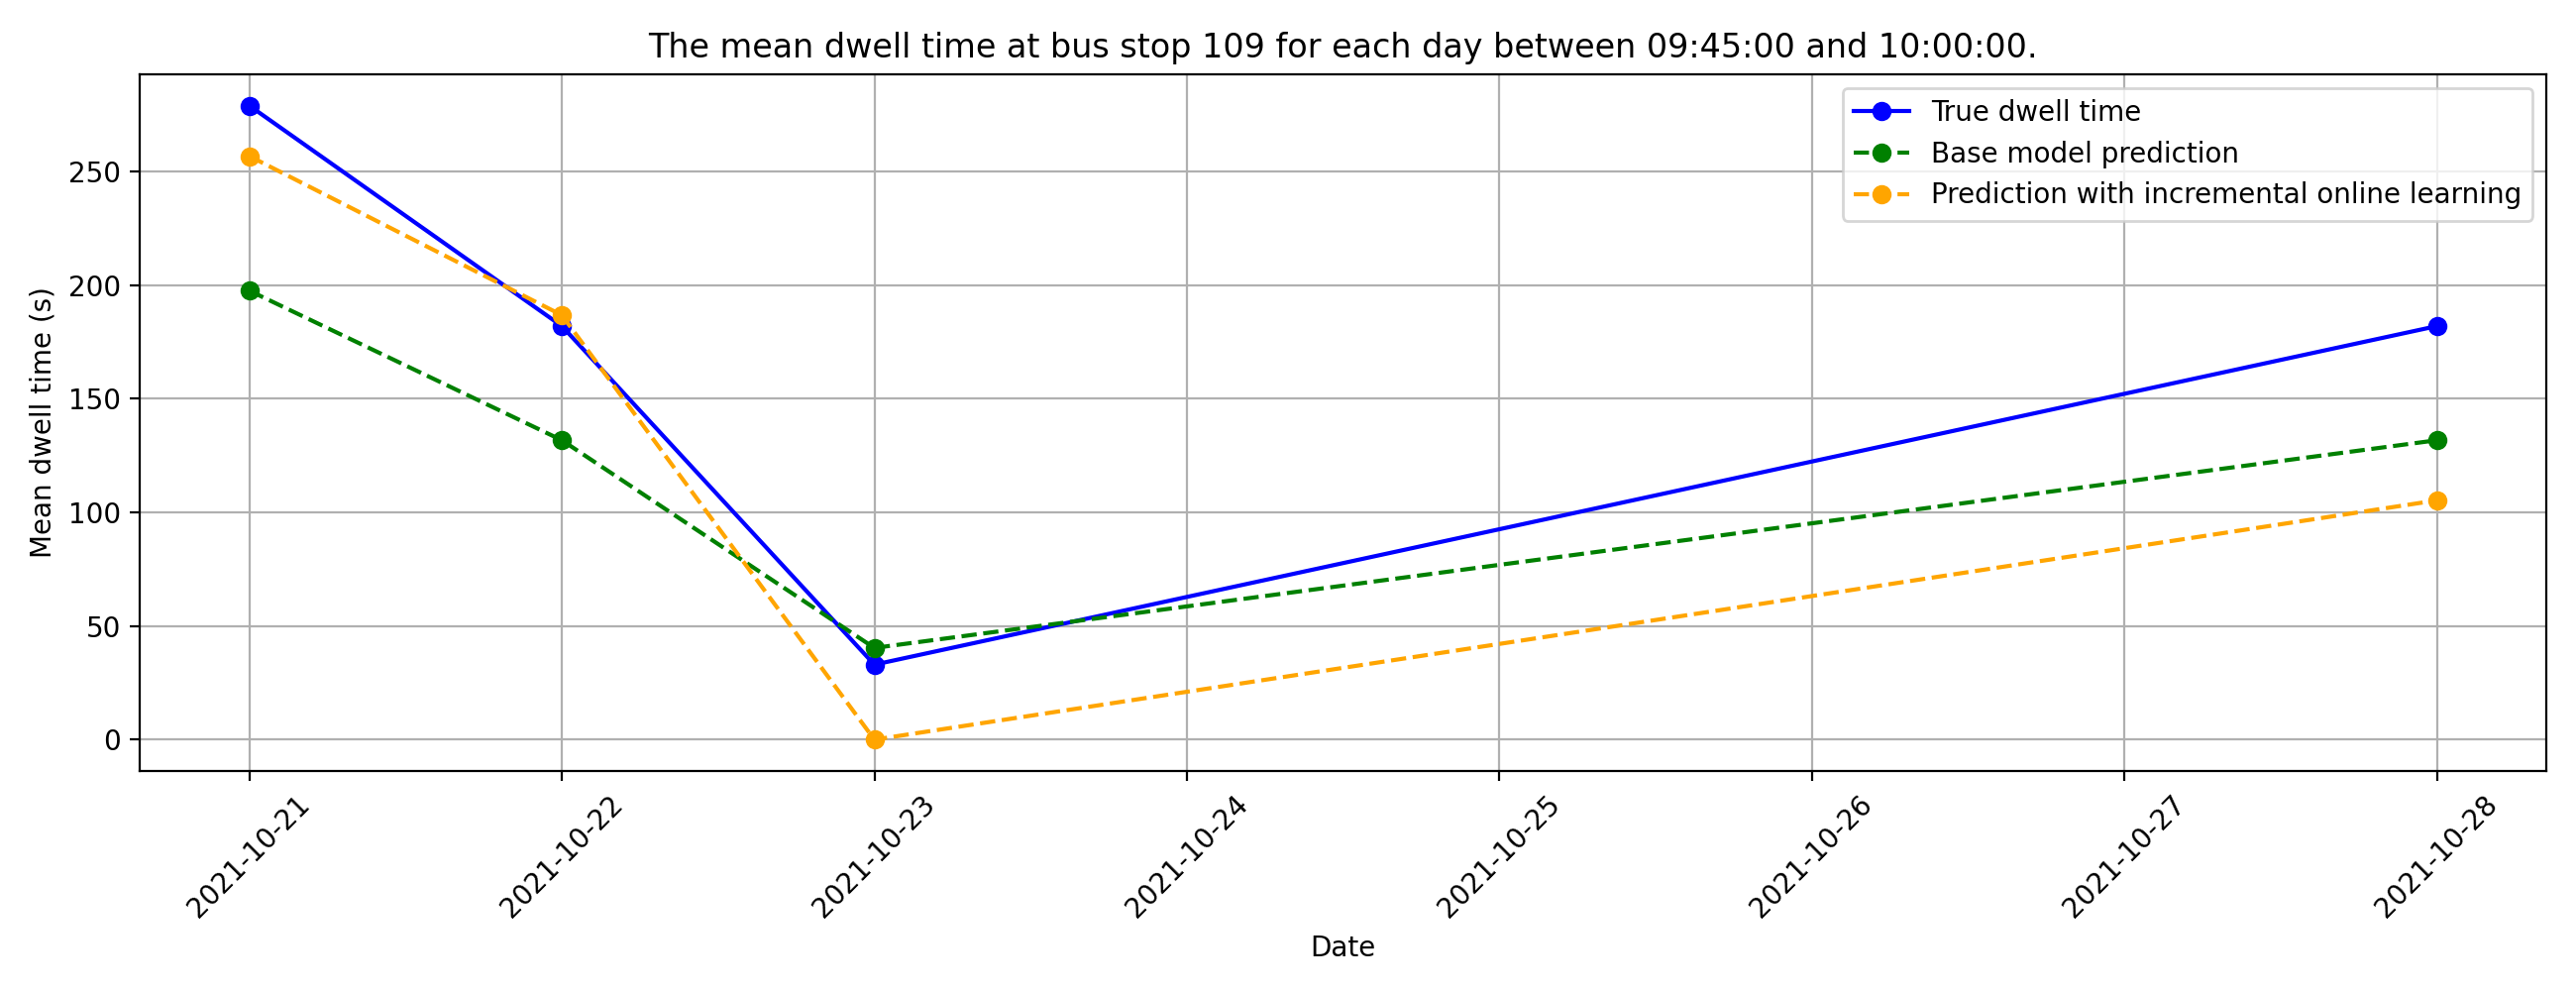 The mean dwell time at bus stop 109 for each day between 09:45:00 and 10:00:00.
True dwell time
Base model prediction
Prediction with incremental online learning
Mean dwell time (s)
250
200
150
100
50
0
2021-10-21
2021-10-22
2021-10-23
2021-10-24
2021-10-25
2021-10-26
2021-10-27
2021-10-28
Date